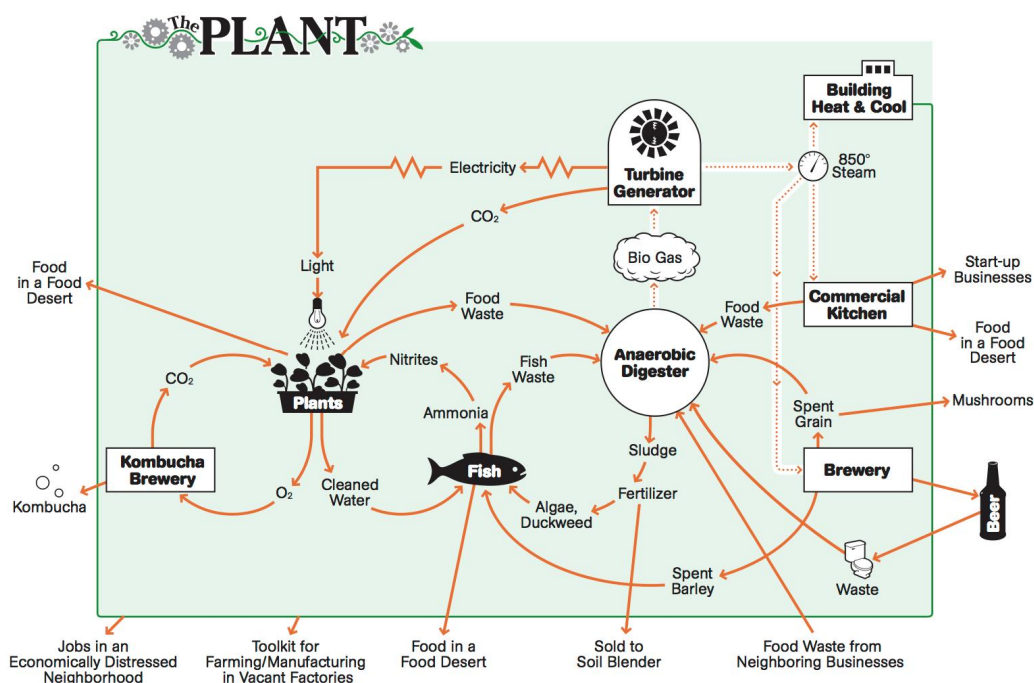 The PLANT
Building
Heat & Cool
850°
Steam
Turbine
Generator
Electricity
CO₂
Bio Gas
Light
Food
in a Food
Desert
Food
Waste
Food
Waste
Commercial
Kitchen
Start-up
Businesses
Food
in a Food
Desert
Anaerobic
Digester
Nitrites
Fish
Waste
CO₂
Plants
Ammonia
Spent
Grain
Mushrooms
Kombucha
Brewery
Kombucha
O₂
Cleaned
Water
Fish
Sludge
Fertilizer
Algae,
Duckweed
Brewery
Beer
Spent
Barley
Waste
Jobs in an
Economically Distressed
Neighborhood
Toolkit for
Farming/Manufacturing
in Vacant Factories
Food in a
Food Desert
Sold to
Soil Blender
Food Waste from
Neighboring Businesses